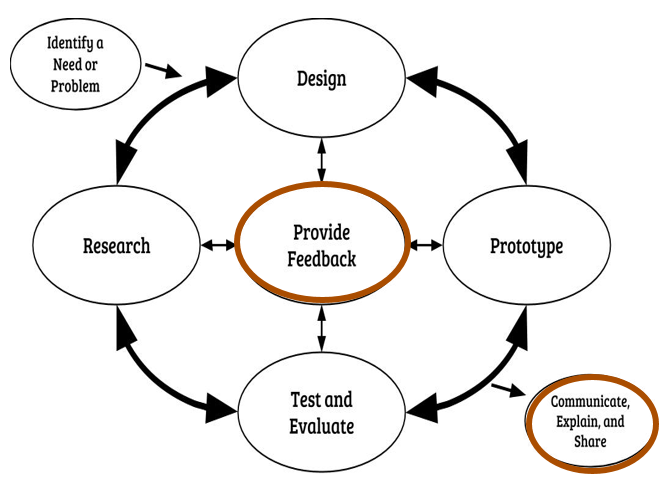 Identify a
Need or
Problem
Design
Research
Provide
Feedback
Prototype
Test and
Evaluate
Communicate,
Explain, and
Share